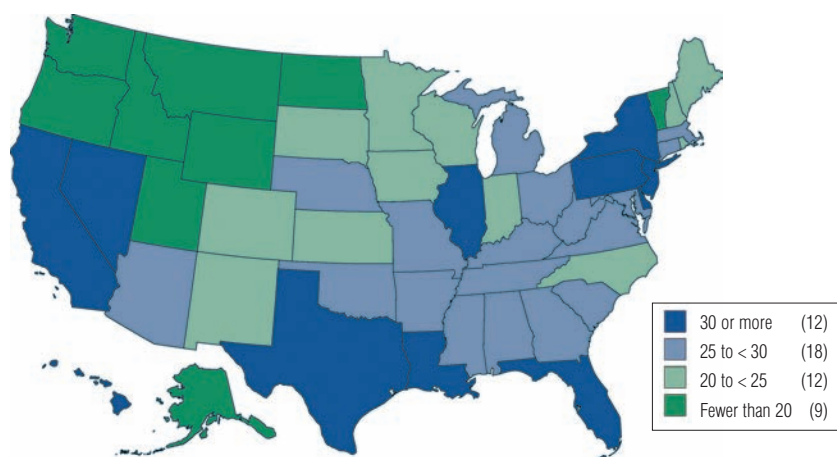 30 or more (12)
25 to < 30 (18)
20 to < 25 (12)
Fewer than 20 (9)